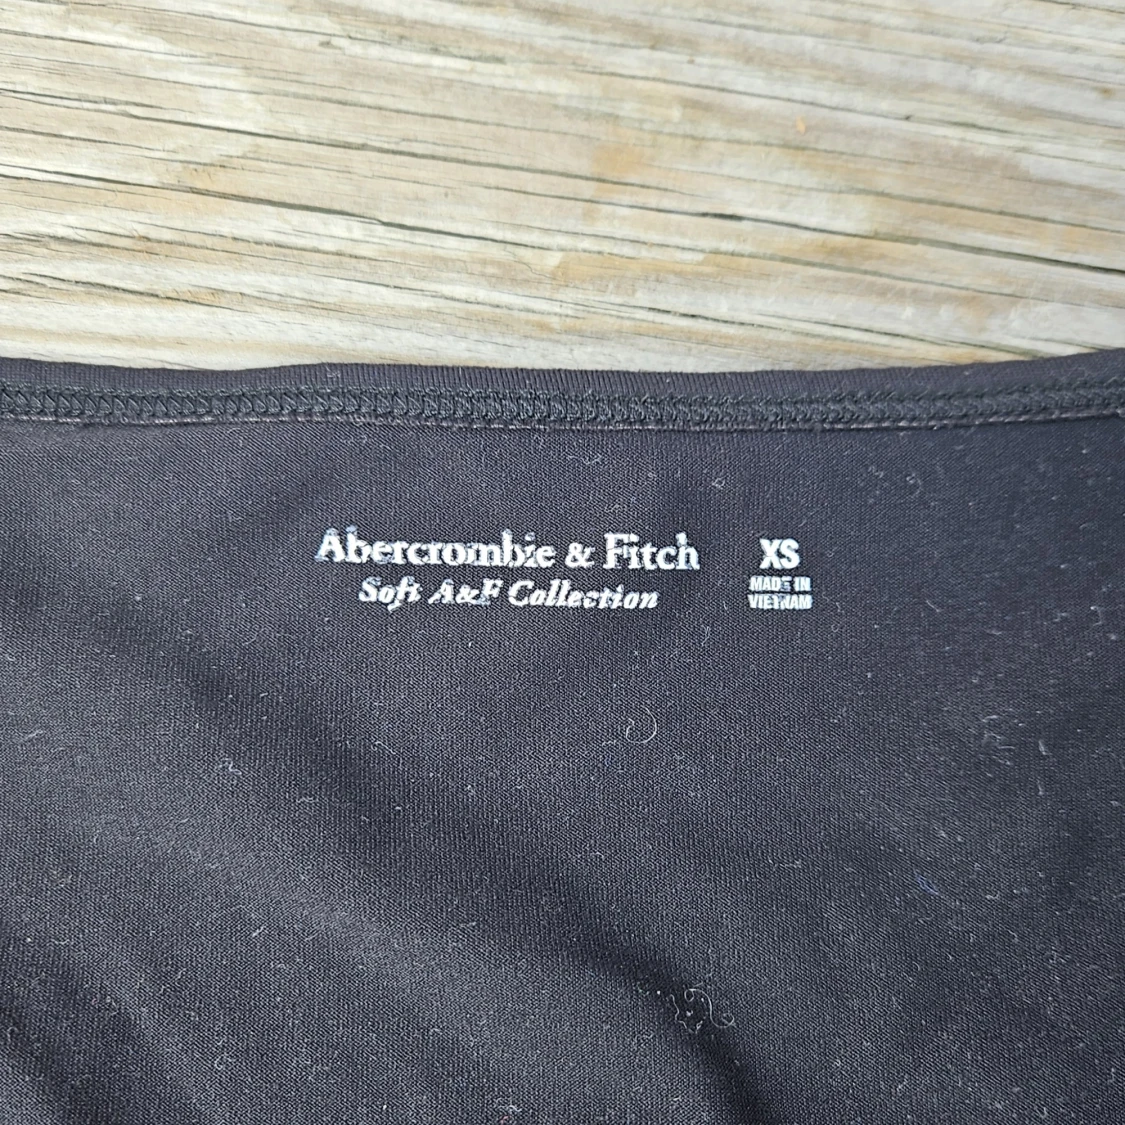 Abercrombie & Fitch
Soft A&F Collection
XS
MADE IN
VIETNAM